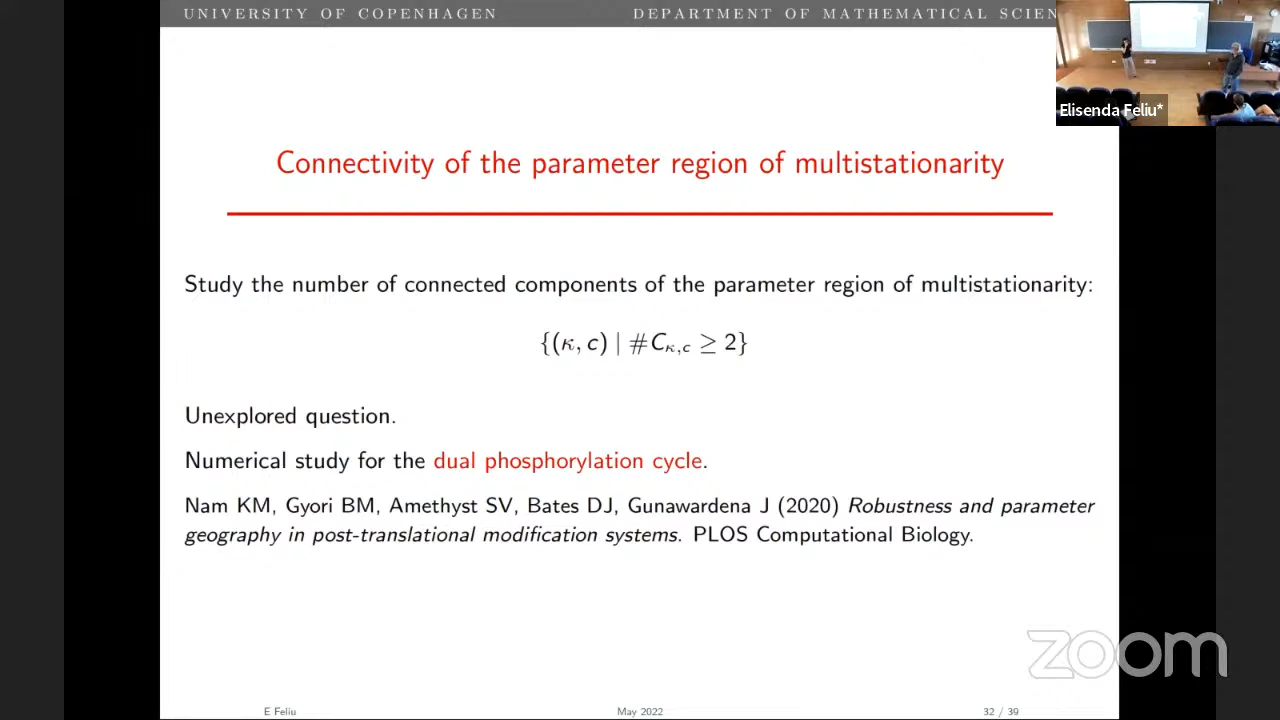 UNIVERSITY OF COPENHAGEN
DEPARTMENT OF MATHEMATICAL SCIEN
Elisenda Feliu*
Connectivity of the parameter region of multistationarity
Study the number of connected components of the parameter region of multistationarity:
{(κ, c) | #Cκ,c ≥ 2}
Unexplored question.
Numerical study for the dual phosphorylation cycle.
Nam KM, Gyori BM, Amethyst SV, Bates DJ, Gunawardena J (2020) Robustness and parameter
geography in post-translational modification systems. PLOS Computational Biology.
zoom
E Feliu
May 2022
32 / 39